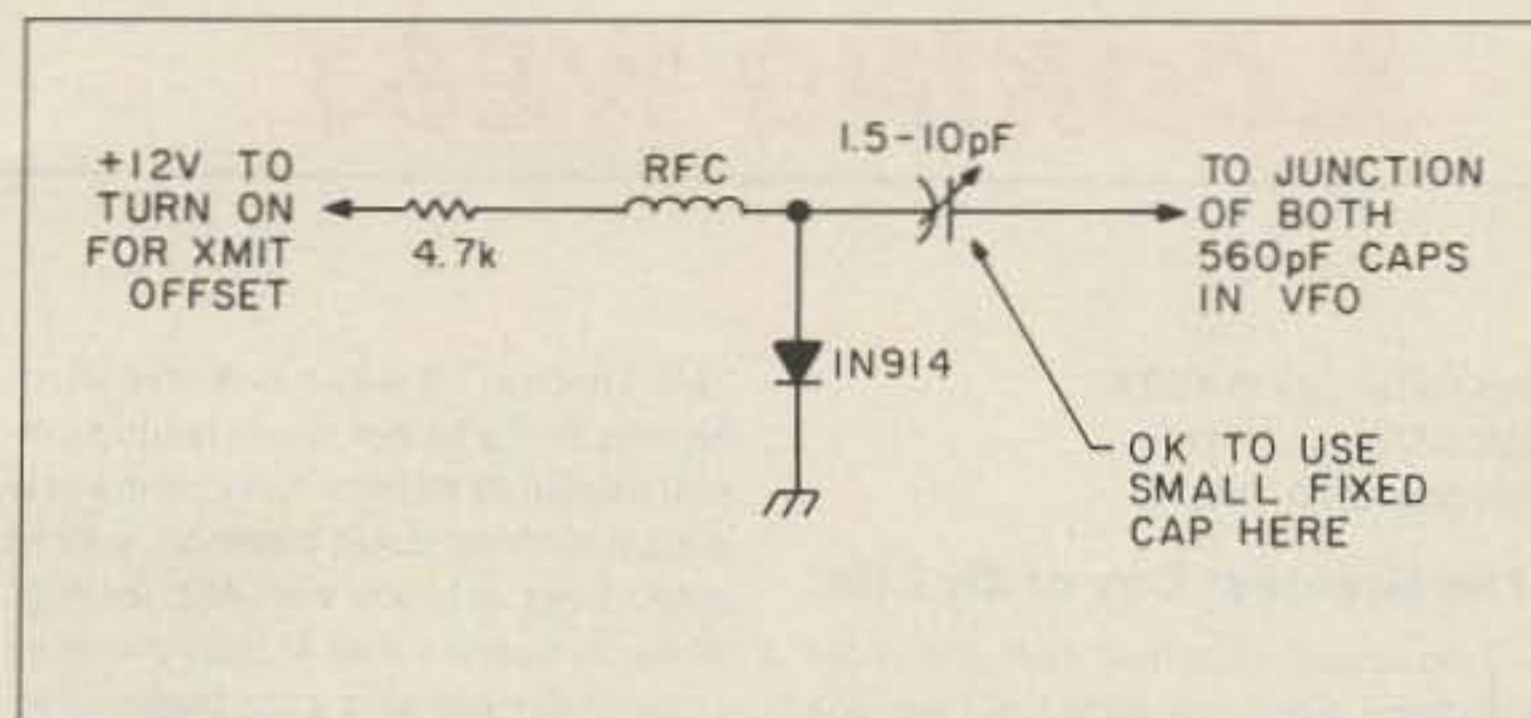 +12V TO
TURN ON
FOR XMIT
OFFSET
4.7k
RFC
1.5-10pF
TO JUNCTION
OF BOTH
560pF CAPS
IN VFO
IN914
OK TO USE
SMALL FIXED
CAP HERE